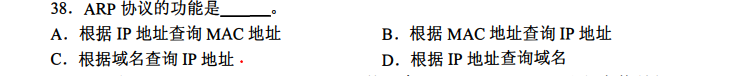 38. ARP 协议的功能是______。
A. 根据 IP 地址查询 MAC 地址 B. 根据 MAC 地址查询 IP 地址
C. 根据域名查询 IP 地址. D. 根据 IP 地址查询域名